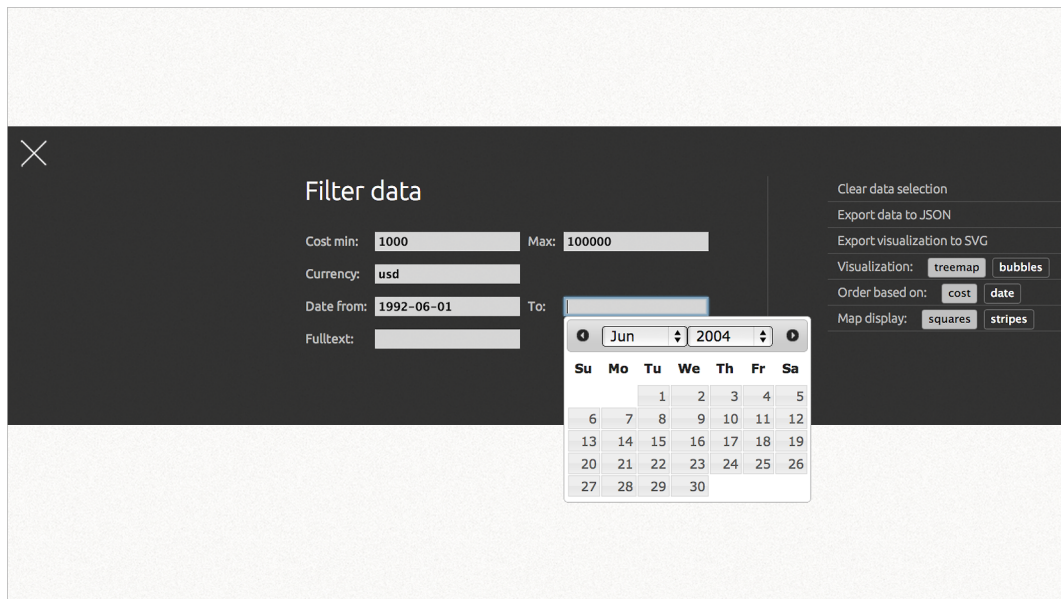 Filter data
Cost min: 1000 Max: 100000
Currency: usd
Date from: 1992-06-01 To:
Fulltext:
Jun 2004
Su Mo Tu We Th Fr Sa
1 2 3 4 5
6 7 8 9 10 11 12
13 14 15 16 17 18 19
20 21 22 23 24 25 26
27 28 29 30
Clear data selection
Export data to JSON
Export visualization to SVG
Visualization: treemap bubbles
Order based on: cost date
Map display: squares stripes